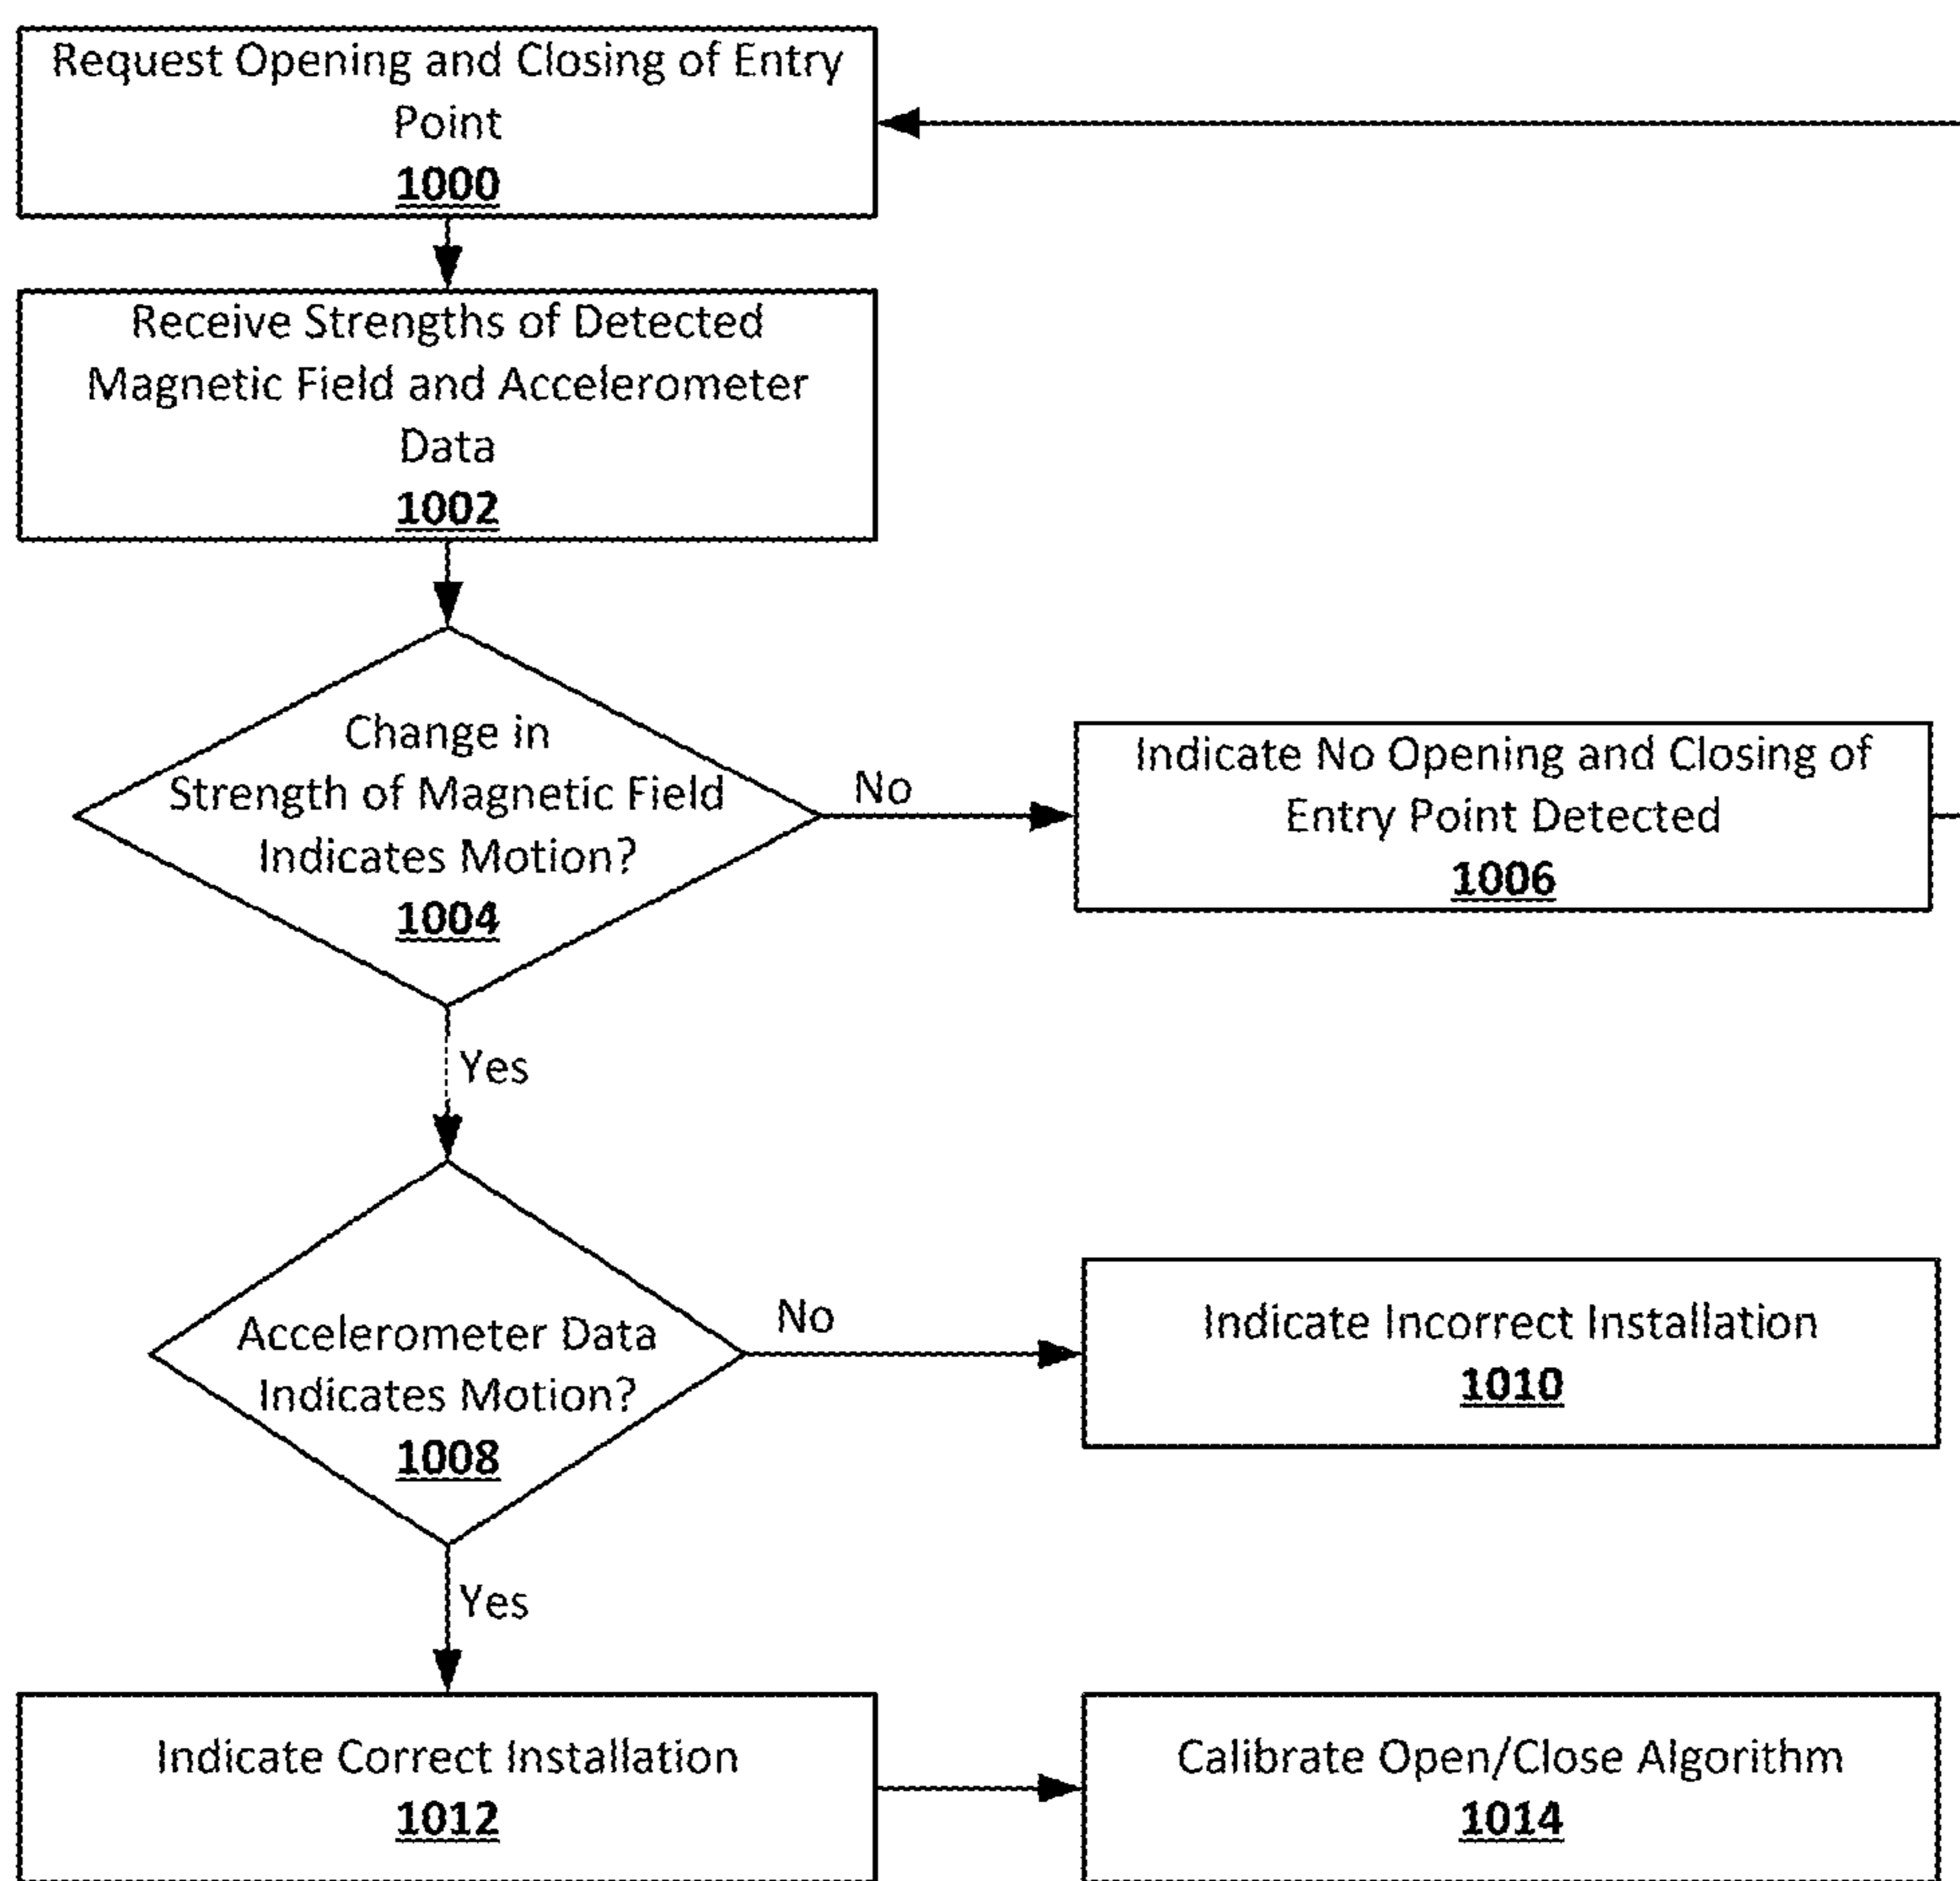 Request Opening and Closing of Entry
Point
1000
Receive Strengths of Detected
Magnetic Field and Accelerometer
Data
1002
Change in
Strength of Magnetic Field
Indicates Motion?
1004
No
Indicate No Opening and Closing of
Entry Point Detected
1006
Yes
Accelerometer Data
Indicates Motion?
1008
No
Indicate Incorrect Installation
1010
Yes
Indicate Correct Installation
1012
Calibrate Open/Close Algorithm
1014